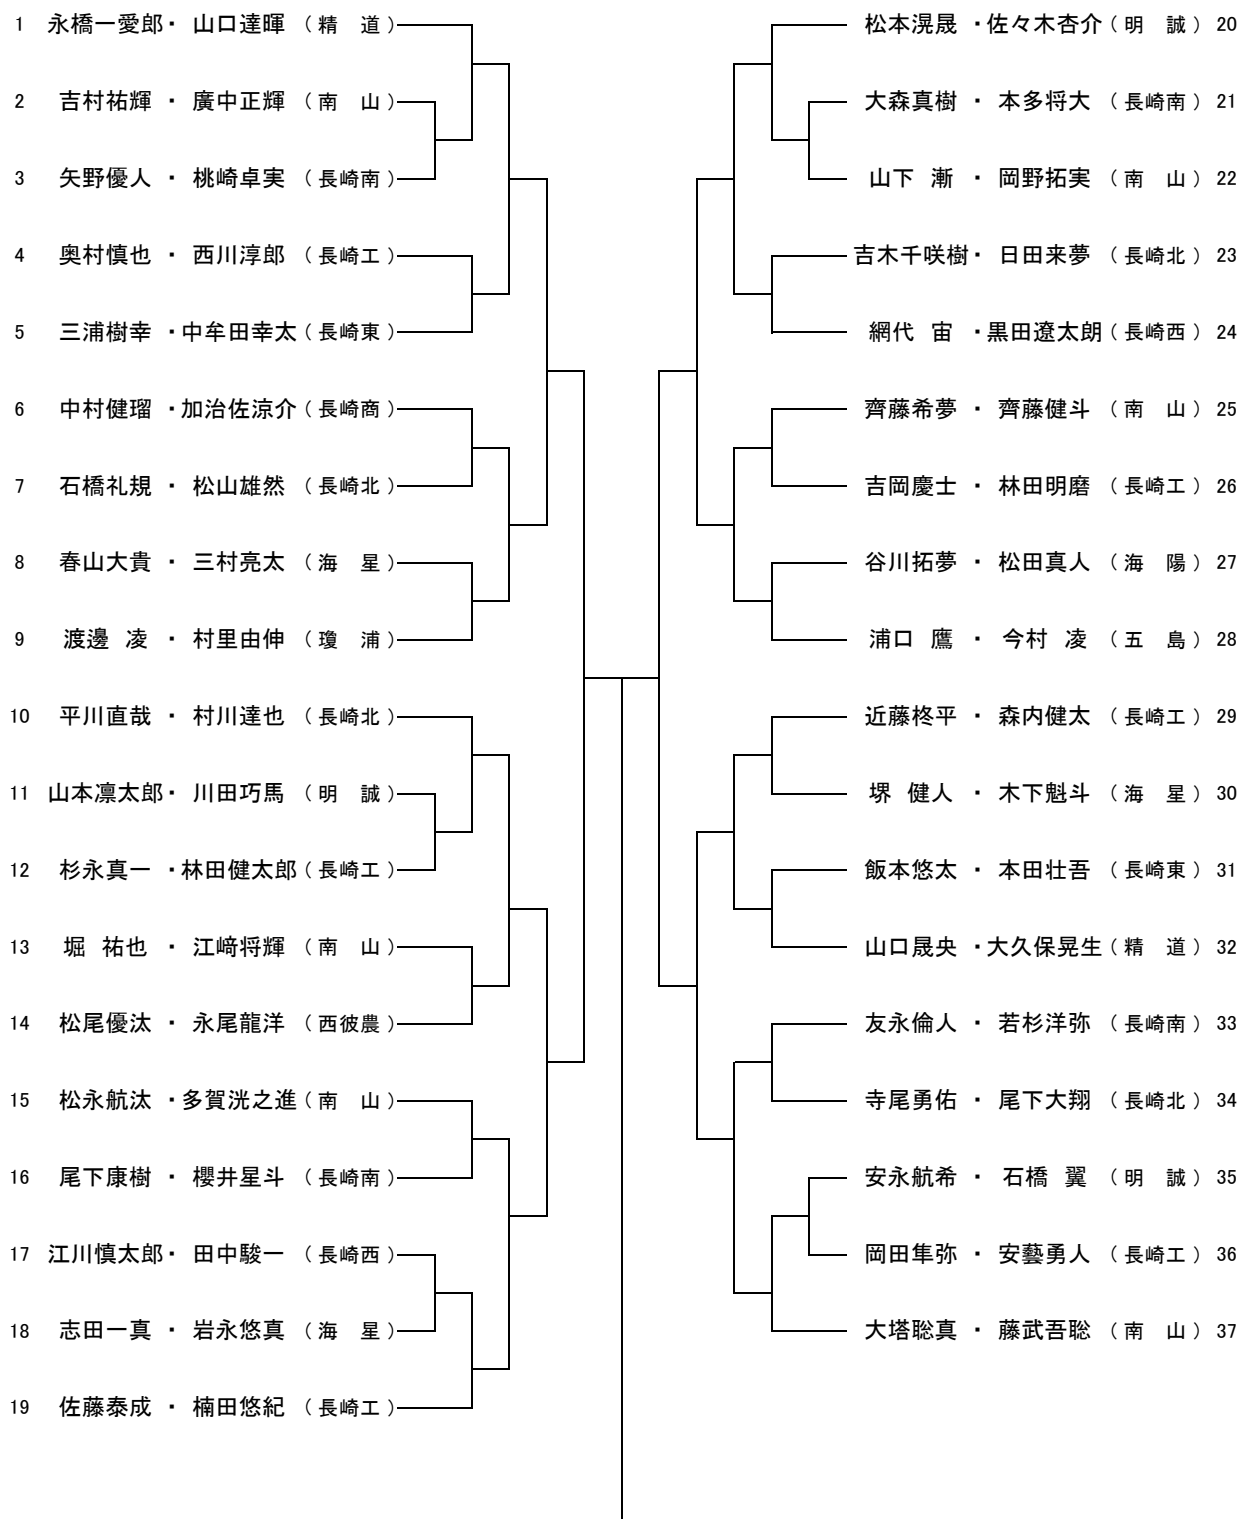 1 永橋一愛郎・ 山口達暉 （ 精　道 ）
2 吉村祐輝 ・ 廣中正輝 （ 南　山 ）
3 矢野優人 ・ 桃崎卓実 （ 長崎南 ）
4 奥村慎也 ・ 西川淳郎 （ 長崎工 ）
5 三浦樹幸 ・中牟田幸太（ 長崎東 ）
6 中村健瑠 ・加治佐涼介（ 長崎商 ）
7 石橋礼規 ・ 松山雄然 （ 長崎北 ）
8 春山大貴 ・ 三村亮太 （ 海　星 ）
9 渡邊 凌 ・ 村里由伸 （ 瓊　浦 ）
10 平川直哉 ・ 村川達也 （ 長崎北 ）
11 山本凛太郎・ 川田巧馬 （ 明　誠 ）
12 杉永真一 ・林田健太郎（ 長崎工 ）
13 堀 祐也 ・ 江﨑将輝 （ 南　山 ）
14 松尾優汰 ・ 永尾龍洋 （ 西彼農 ）
15 松永航汰 ・多賀洸之進（ 南　山 ）
16 尾下康樹 ・ 櫻井星斗 （ 長崎南 ）
17 江川慎太郎・ 田中駿一 （ 長崎西 ）
18 志田一真 ・ 岩永悠真 （ 海　星 ）
19 佐藤泰成 ・ 楠田悠紀 （ 長崎工 ）
松本滉晟 ・佐々木杏介（ 明　誠 ） 20
大森真樹 ・ 本多将大 （ 長崎南 ） 21
山下 漸 ・ 岡野拓実 （ 南　山 ） 22
吉木千咲樹・ 日田来夢 （ 長崎北 ） 23
網代 宙 ・黒田遼太朗（ 長崎西 ） 24
齊藤希夢 ・ 齊藤健斗 （ 南　山 ） 25
吉岡慶士 ・ 林田明磨 （ 長崎工 ） 26
谷川拓夢 ・ 松田真人 （ 海　陽 ） 27
浦口 鷹 ・ 今村 凌 （ 五　島 ） 28
近藤柊平 ・ 森内健太 （ 長崎工 ） 29
堺 健人 ・ 木下魁斗 （ 海　星 ） 30
飯本悠太 ・ 本田壮吾 （ 長崎東 ） 31
山口晟央 ・大久保晃生（ 精　道 ） 32
友永倫人 ・ 若杉洋弥 （ 長崎南 ） 33
寺尾勇佑 ・ 尾下大翔 （ 長崎北 ） 34
安永航希 ・ 石橋 翼 （ 明　誠 ） 35
岡田隼弥 ・ 安藝勇人 （ 長崎工 ） 36
大塔聡真 ・ 藤武吾聡 （ 南　山 ） 37